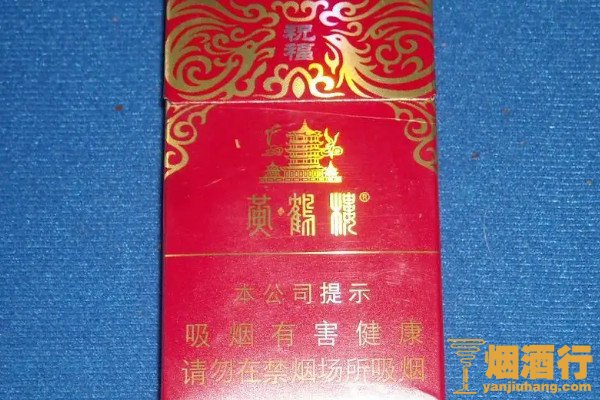 祝福
黄鹤楼®
本公司提示
吸烟有害健康
请勿在禁烟场所吸烟
烟酒行
yanjiuhang.com